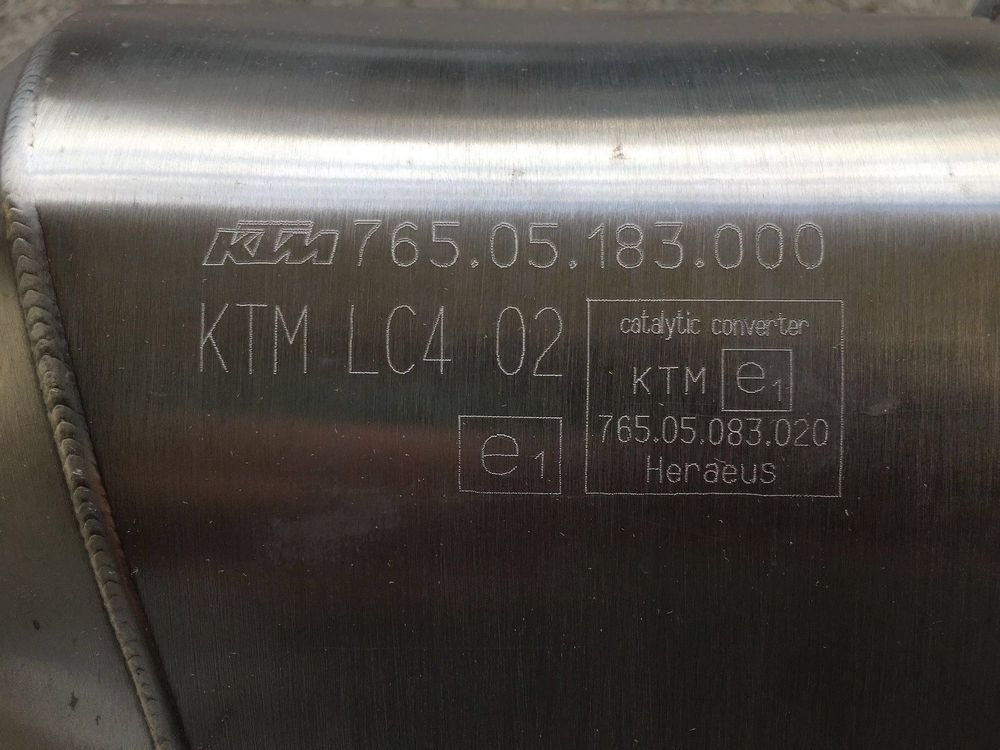 KTM 765.05.183.000
KTM LC4 02
e1
catalytic converter
KTM e1
765.05.083.020
Heraeus